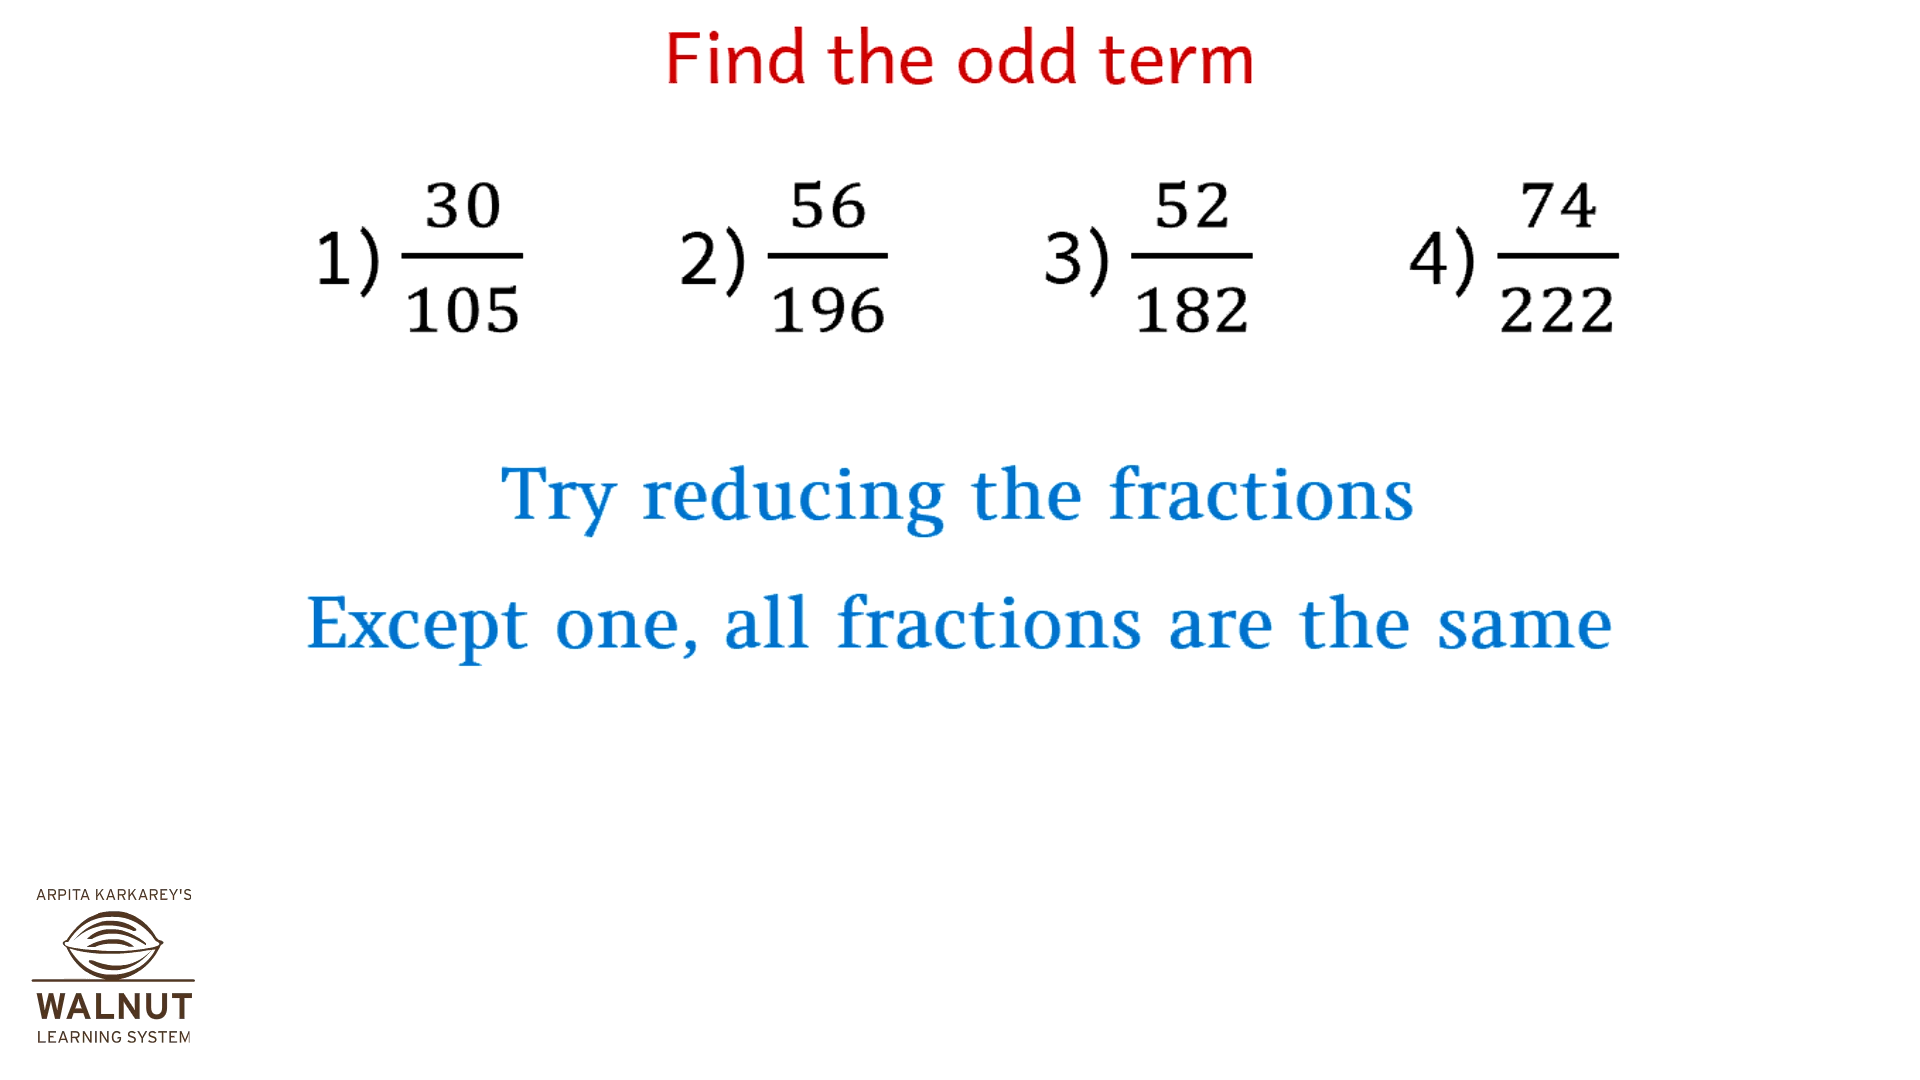 Find the odd term
1) 30/105 2) 56/196 3) 52/182 4) 74/222
Try reducing the fractions
Except one, all fractions are the same
ARPITA KARKAREY'S
WALNUT
LEARNING SYSTEM